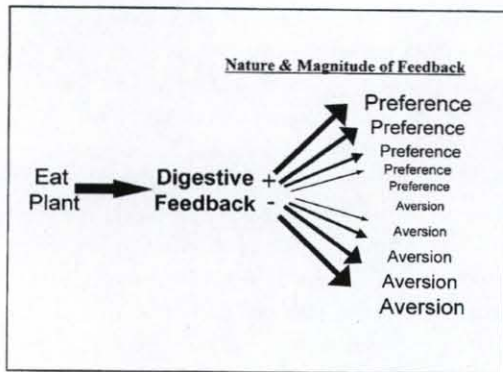 Nature & Magnitude of Feedback
Preference
Preference
Preference
Preference
Preference
Eat
Plant
Digestive +
Feedback -
Aversion
Aversion
Aversion
Aversion
Aversion